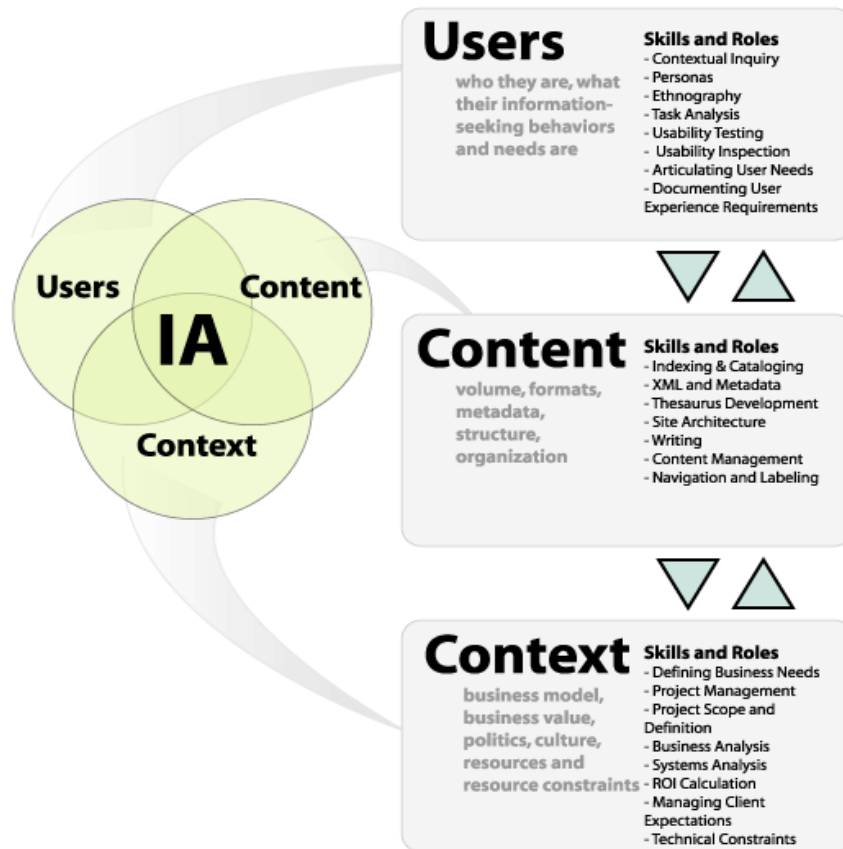 Users
Content
IA
Context
Users
who they are, what
their information-
seeking behaviors
and needs are
Skills and Roles
- Contextual Inquiry
- Personas
- Ethnography
- Task Analysis
- Usability Testing
- Usability Inspection
- Articulating User Needs
- Documenting User
Experience Requirements
Content
volume, formats,
metadata,
structure,
organization
Skills and Roles
- Indexing & Cataloging
- XML and Metadata
- Thesaurus Development
- Site Architecture
- Writing
- Content Management
- Navigation and Labeling
Context
business model,
business value,
politics, culture,
resources and
resource constraints
Skills and Roles
- Defining Business Needs
- Project Management
- Project Scope and
Definition
- Business Analysis
- Systems Analysis
- ROI Calculation
- Managing Client
Expectations
- Technical Constraints